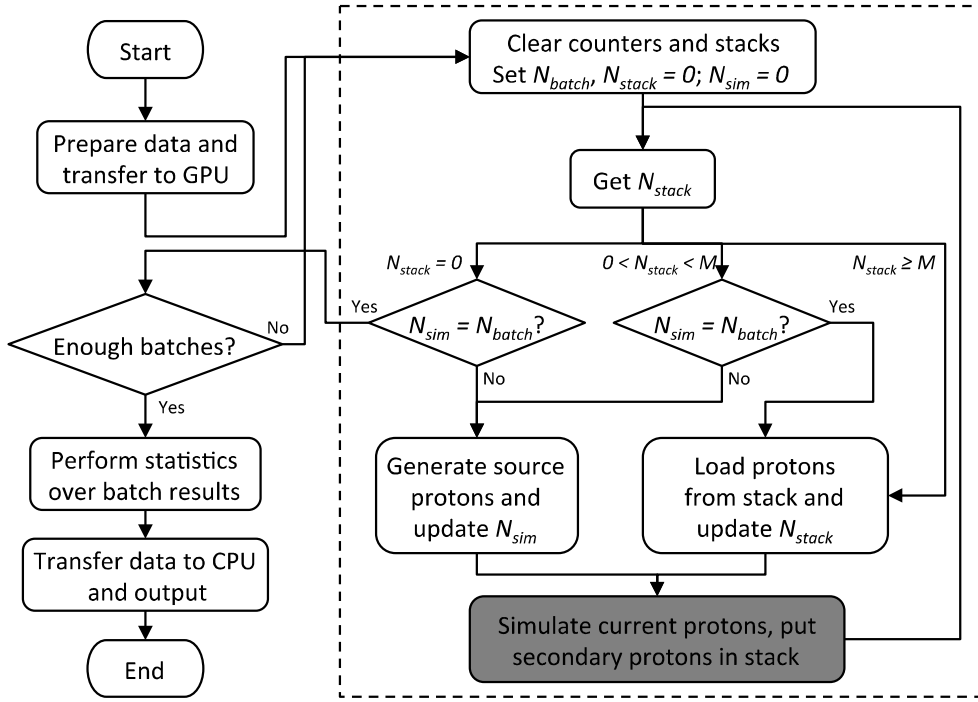 Start
Prepare data and
transfer to GPU
Enough batches?
No
Yes
Perform statistics
over batch results
Transfer data to CPU
and output
End
Clear counters and stacks
Set N_batch, N_stack = 0; N_sim = 0
Get N_stack
N_stack = 0
0 < N_stack < M
N_stack ≥ M
Yes
N_sim = N_batch?
No
N_sim = N_batch?
Yes
No
Generate source
protons and
update N_sim
Load protons
from stack and
update N_stack
Simulate current protons, put
secondary protons in stack